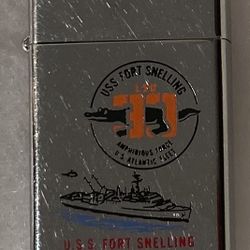 USS FORT SNELLING
LSD
30
AMPHIBIOUS FORCE
U.S. ATLANTIC FLEET
U.S.S. FORT SNELLING